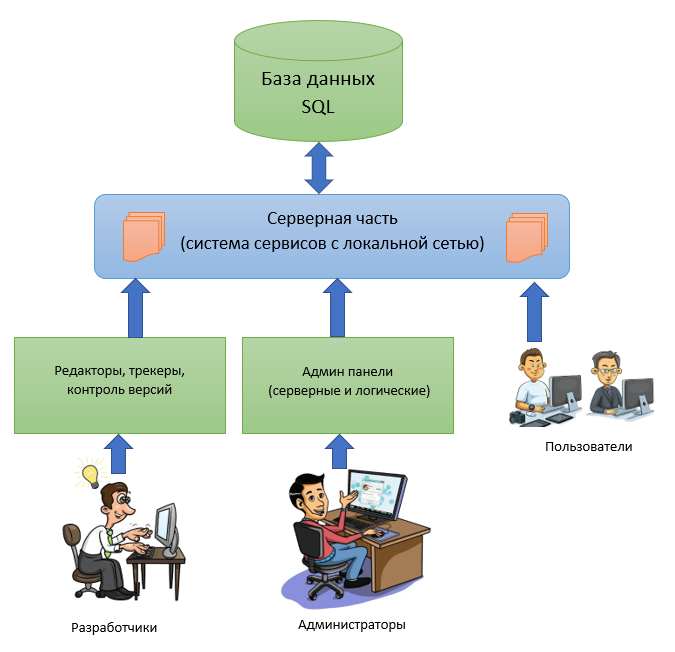 База данных
SQL
Серверная часть
(система сервисов с локальной сетью)
Редакторы, трекеры,
контроль версий
Админ панели
(серверные и логические)
Пользователи
Разработчики
Администраторы